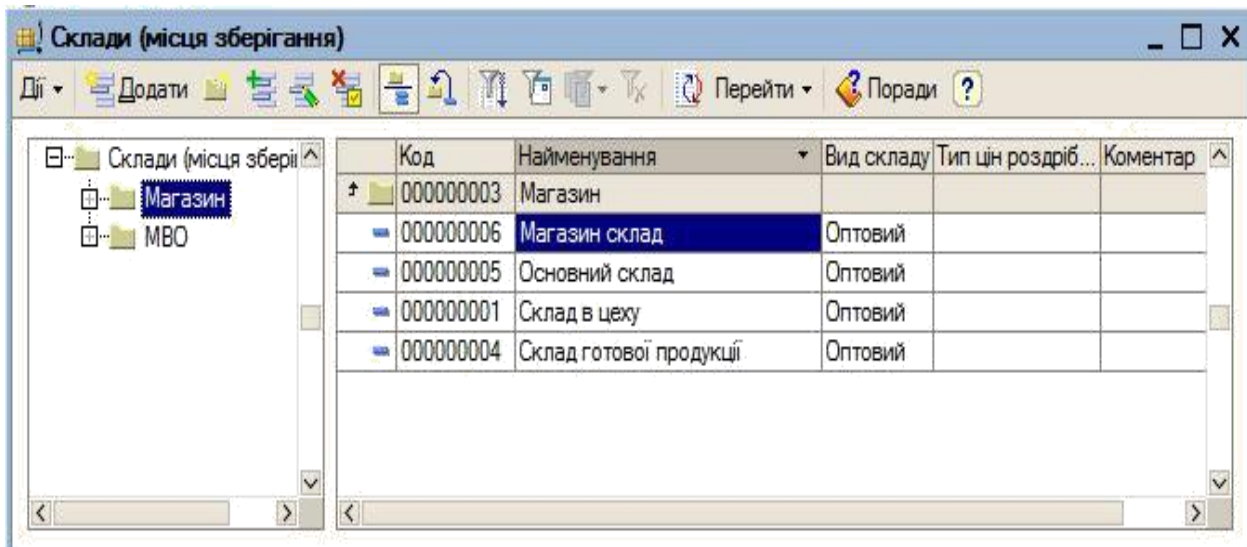 Склади (місця зберігання)
Дії Додати Перейти Поради ?
Склади (місця збері
Магазин
МВО
Код Найменування Вид складу Тип цін роздріб... Коментар
000000003 Магазин
000000006 Магазин склад Оптовий
000000005 Основний склад Оптовий
000000001 Склад в цеху Оптовий
000000004 Склад готової продукції Оптовий